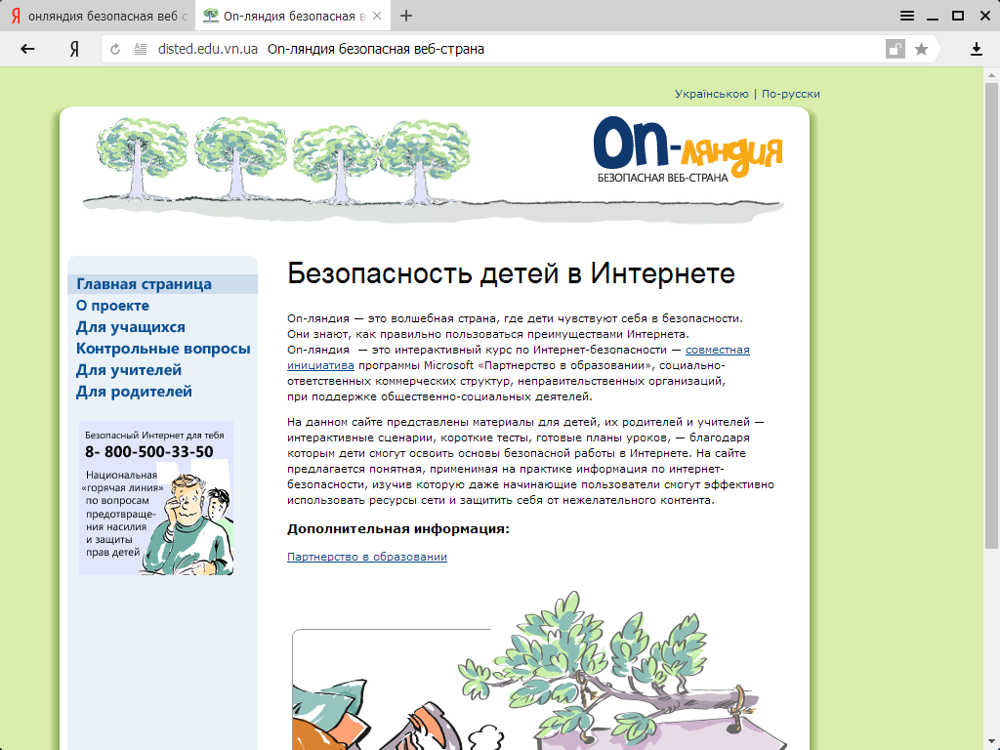 онляндия безопасная веб с
On-ляндия безопасная в
disted.edu.vn.ua On-ляндия безопасная веб-страна
Українською | По-русски
On-ляндия
БЕЗОПАСНАЯ ВЕБ-СТРАНА
Главная страница
О проекте
Для учащихся
Контрольные вопросы
Для учителей
Для родителей
Безопасный Интернет для тебя
8- 800-500-33-50
Национальная
«горячая линия»
по вопросам
предотвраще-
ния насилия
и защиты
прав детей
Безопасность детей в Интернете
On-ляндия — это волшебная страна, где дети чувствуют себя в безопасности.
Они знают, как правильно пользоваться преимуществами Интернета.
On-ляндия — это интерактивный курс по Интернет-безопасности — совместная
инициатива программы Microsoft «Партнерство в образовании», социально-
ответственных коммерческих структур, неправительственных организаций,
при поддержке общественно-социальных деятелей.
На данном сайте представлены материалы для детей, их родителей и учителей —
интерактивные сценарии, короткие тесты, готовые планы уроков, — благодаря
которым дети смогут освоить основы безопасной работы в Интернете. На сайте
предлагается понятная, применимая на практике информация по интернет-
безопасности, изучив которую даже начинающие пользователи смогут эффективно
использовать ресурсы сети и защитить себя от нежелательного контента.
Дополнительная информация:
Партнерство в образовании